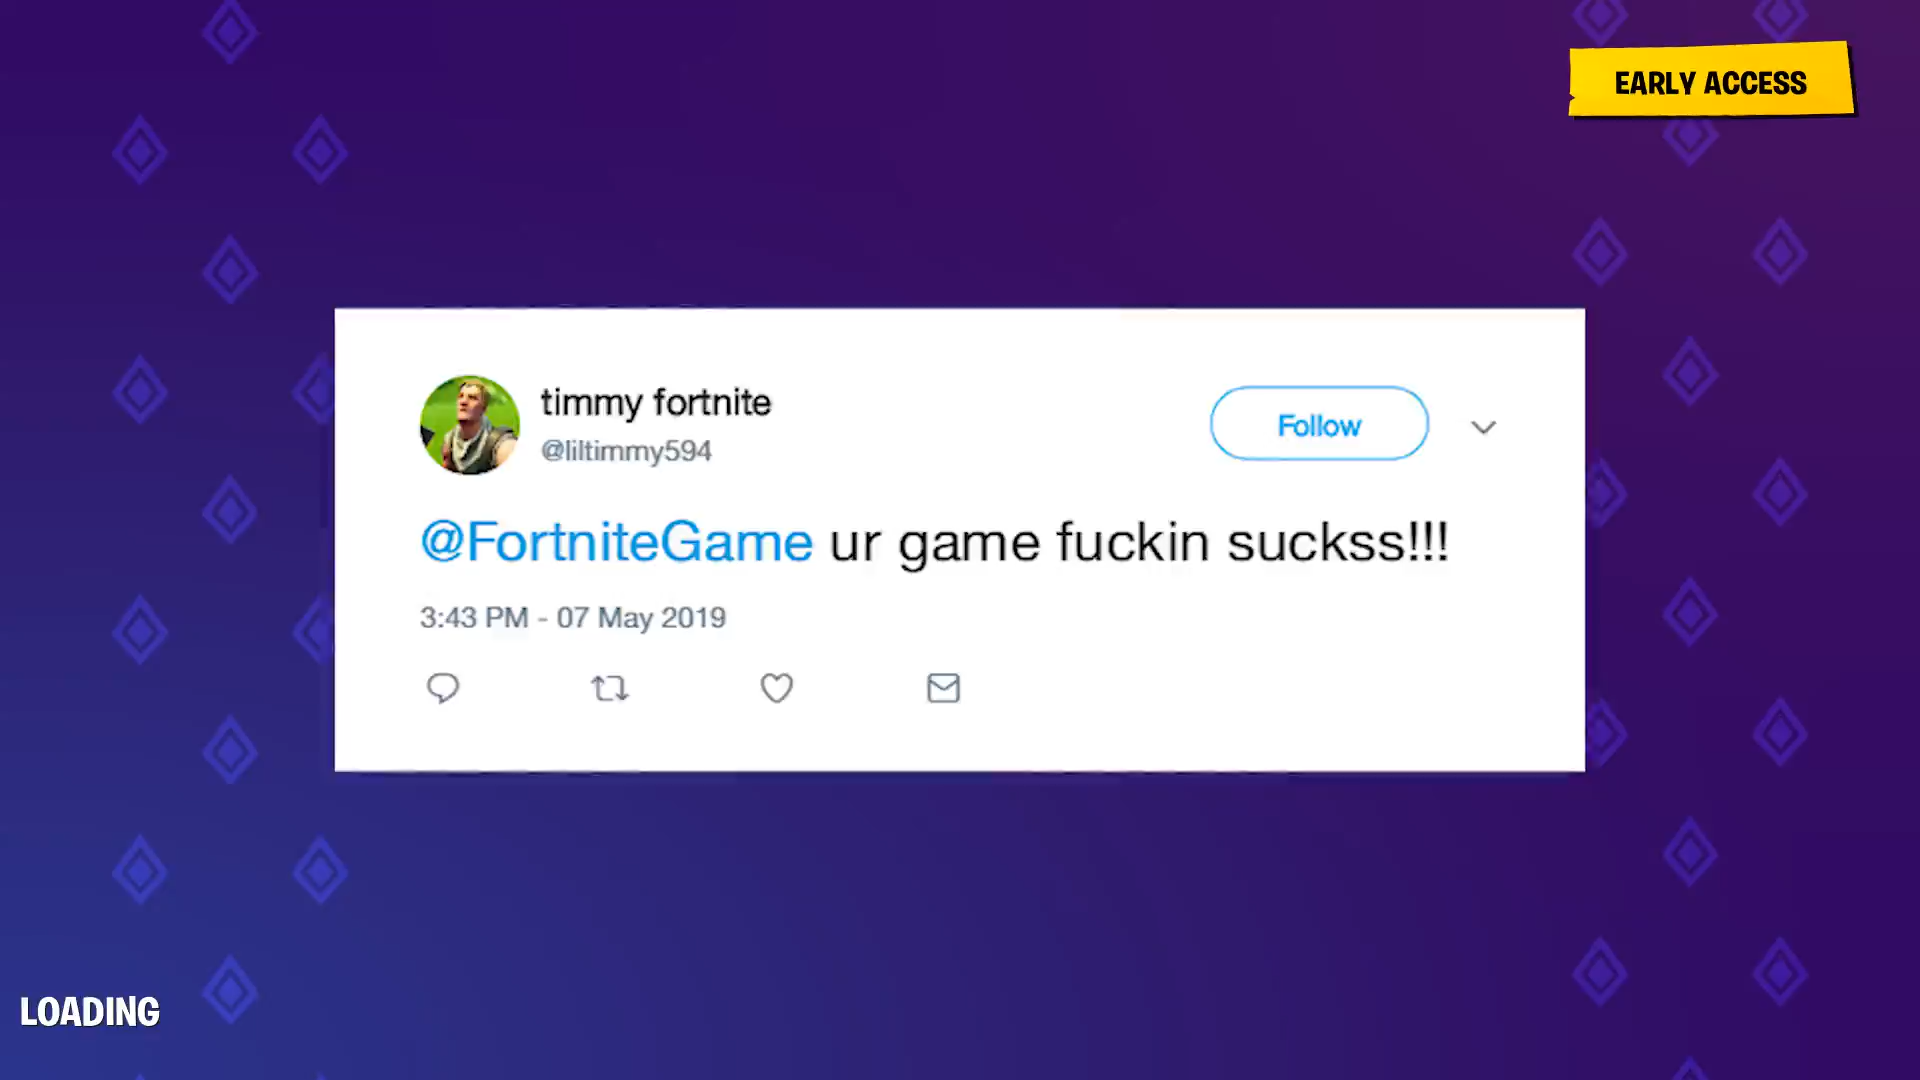 EARLY ACCESS
timmy fortnite
@liltimmy594
Follow
@FortniteGame ur game fuckin suckss!!!
3:43 PM - 07 May 2019
LOADING